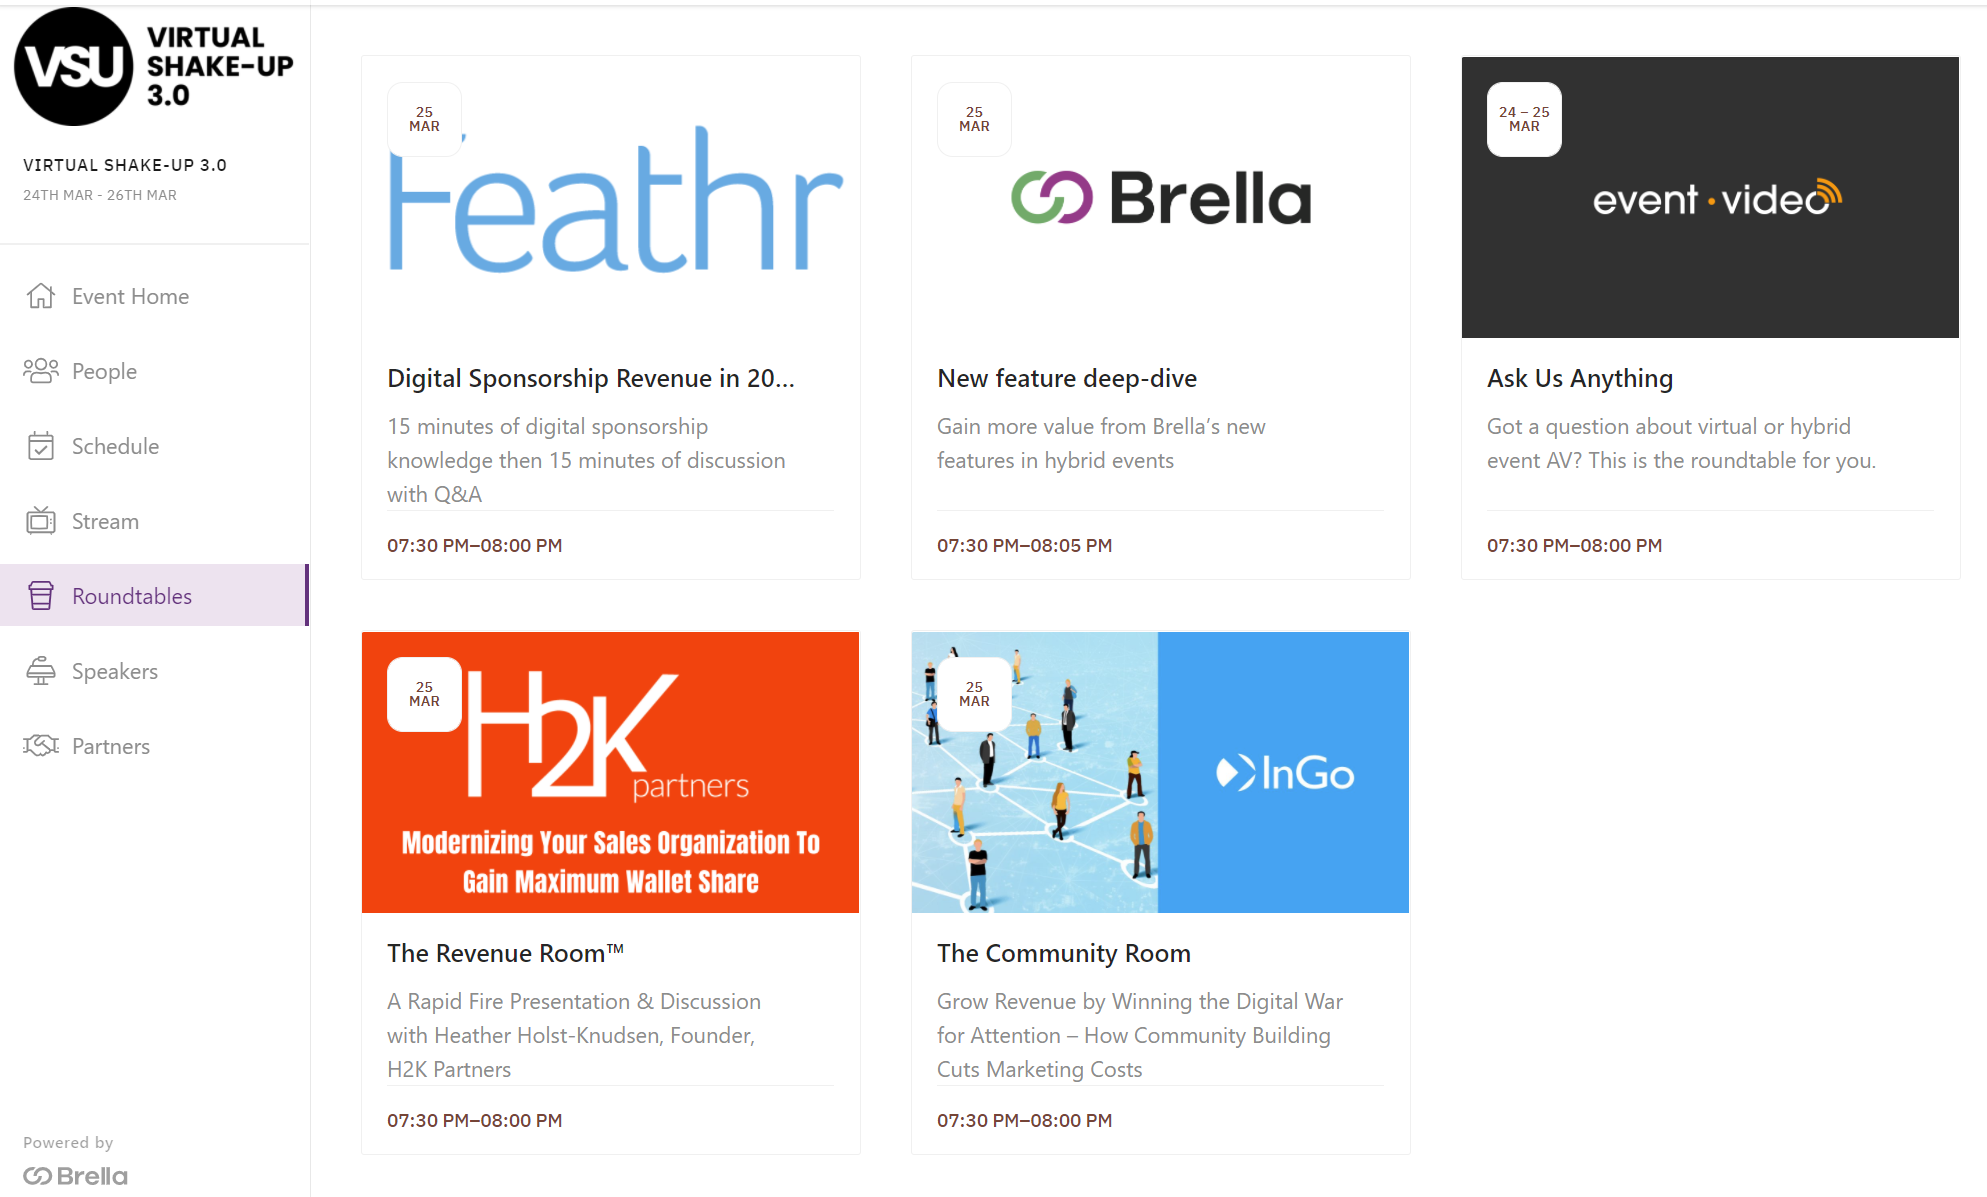 VSU
VIRTUAL
SHAKE-UP
3.0
VIRTUAL SHAKE-UP 3.0
24TH MAR - 26TH MAR
Event Home
People
Schedule
Stream
Roundtables
Speakers
Partners
Powered by
Brella
25
MAR
Feathr
Digital Sponsorship Revenue in 20...
15 minutes of digital sponsorship
knowledge then 15 minutes of discussion
with Q&A
07:30 PM–08:00 PM
25
MAR
Brella
New feature deep-dive
Gain more value from Brella’s new
features in hybrid events
07:30 PM–08:05 PM
24 – 25
MAR
event·video
Ask Us Anything
Got a question about virtual or hybrid
event AV? This is the roundtable for you.
07:30 PM–08:00 PM
25
MAR
H2K
partners
Modernizing Your Sales Organization To
Gain Maximum Wallet Share
The Revenue Room™
A Rapid Fire Presentation & Discussion
with Heather Holst-Knudsen, Founder,
H2K Partners
07:30 PM–08:00 PM
25
MAR
InGo
The Community Room
Grow Revenue by Winning the Digital War
for Attention – How Community Building
Cuts Marketing Costs
07:30 PM–08:00 PM